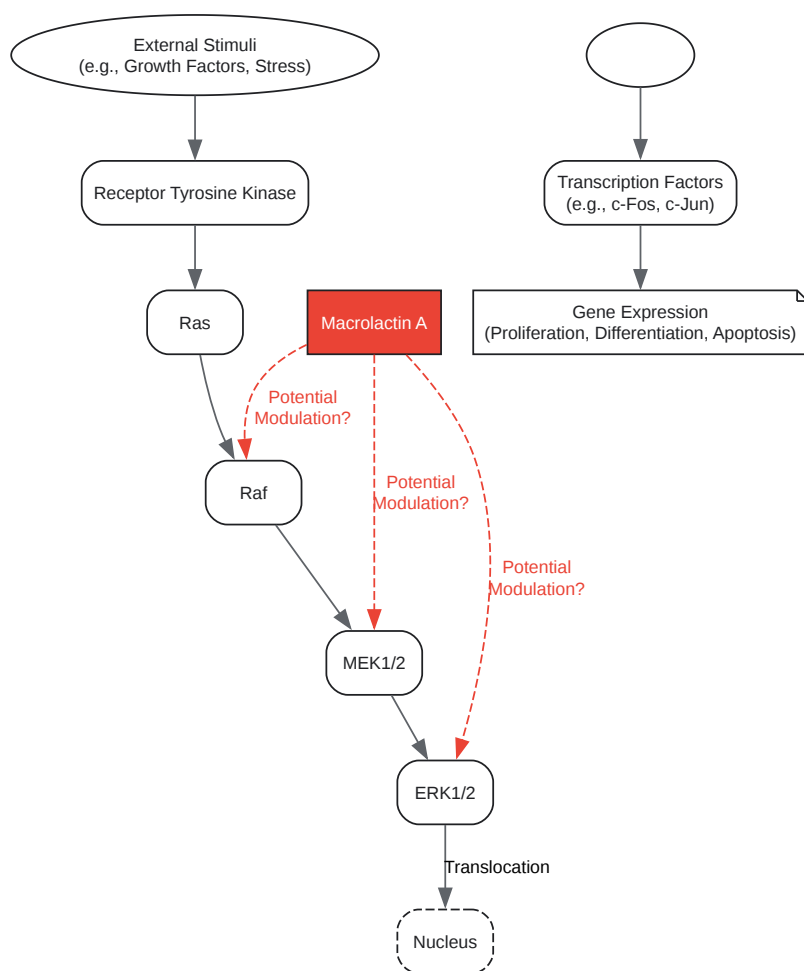 External Stimuli
(e.g., Growth Factors, Stress)
Receptor Tyrosine Kinase
Transcription Factors
(e.g., c-Fos, c-Jun)
Ras
Macrolactin A
Gene Expression
(Proliferation, Differentiation, Apoptosis)
Potential
Modulation?
Raf
Potential
Modulation?
Potential
Modulation?
MEK1/2
ERK1/2
Translocation
Nucleus